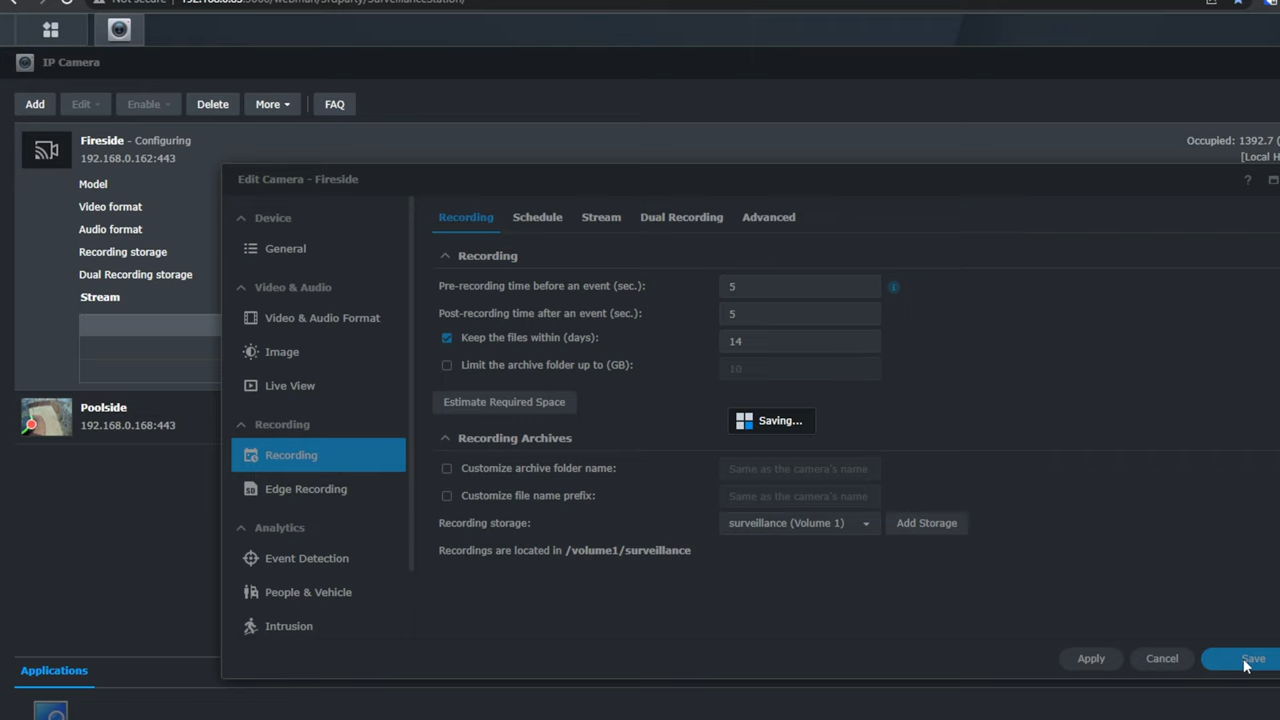 IP Camera
Add Edit Enable Delete More FAQ
Fireside - Configuring
192.168.0.162:443
Occupied: 1392.7 (
[Local H
Model
Video format
Audio format
Recording storage
Dual Recording storage
Stream
Poolside
192.168.0.168:443
Applications
Edit Camera - Fireside
?
Device
General
Video & Audio
Video & Audio Format
Image
Live View
Recording
Recording
Edge Recording
Analytics
Event Detection
People & Vehicle
Intrusion
Recording Schedule Stream Dual Recording Advanced
Recording
Pre-recording time before an event (sec.): 5
Post-recording time after an event (sec.): 5
Keep the files within (days): 14
Limit the archive folder up to (GB): 10
Estimate Required Space
Saving...
Recording Archives
Customize archive folder name: Same as the camera's name
Customize file name prefix: Same as the camera's name
Recording storage: surveillance (Volume 1) Add Storage
Recordings are located in /volume1/surveillance
Apply Cancel Save